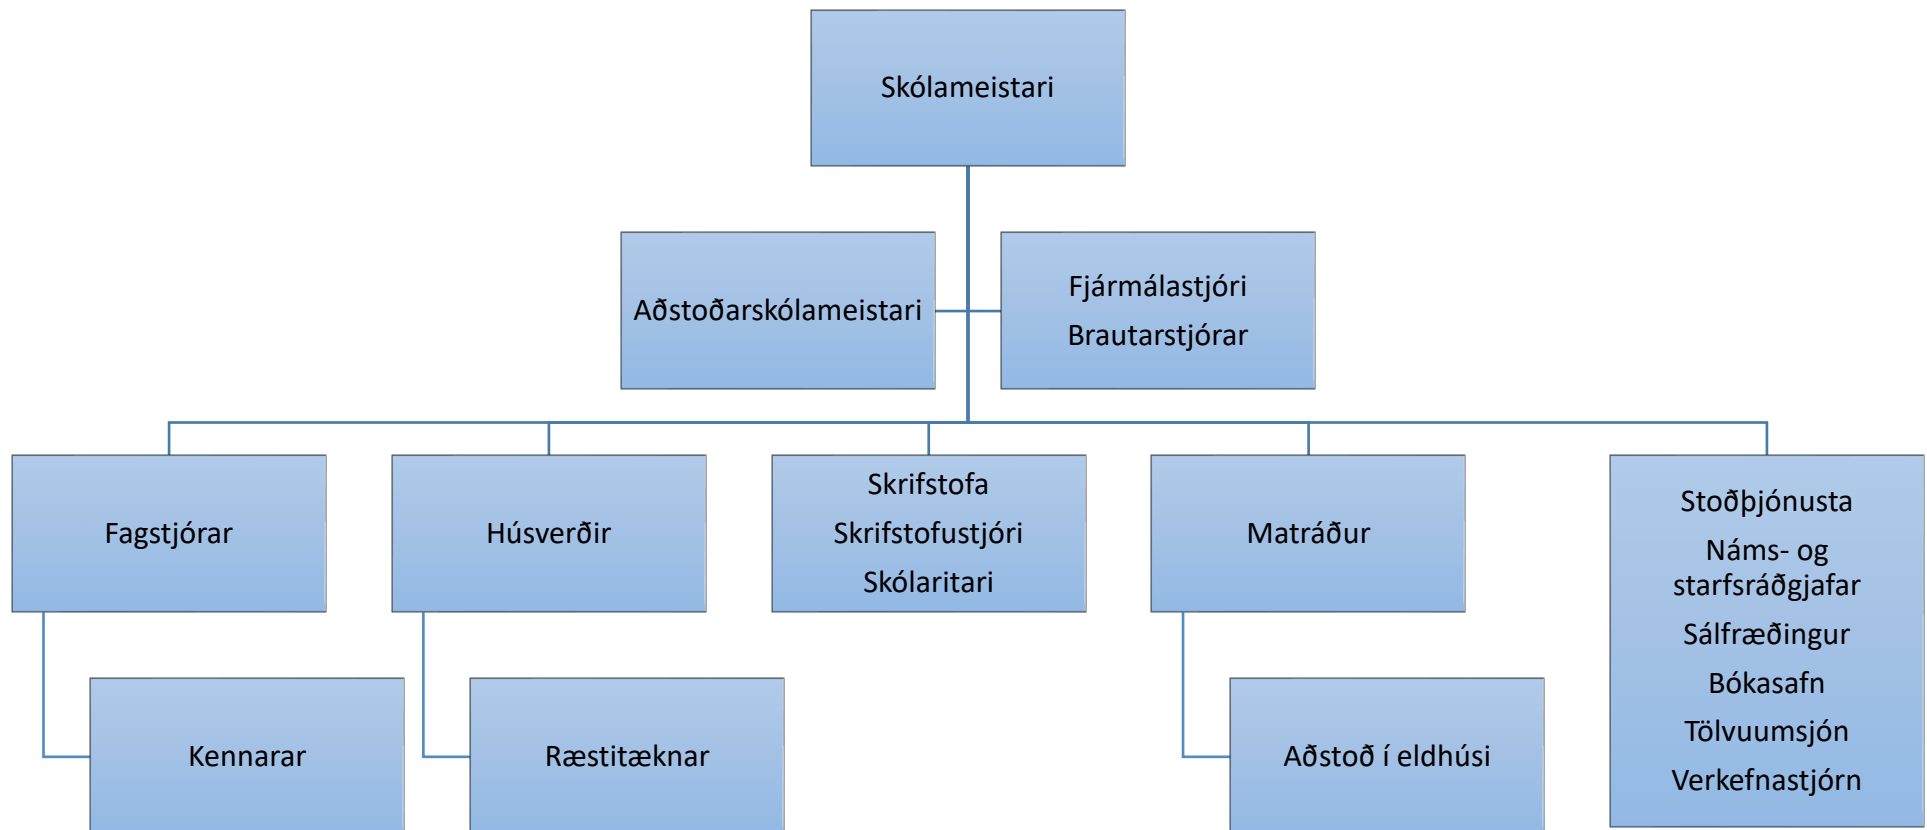 Skólameistari
Aðstoðarskólameistari
Fjármálastjóri
Brautarstjórar
Fagstjórar
Húsverðir
Skrifstofa
Skrifstofustjóri
Skólaritari
Matráður
Stoðþjónusta
Náms- og
starfsráðgjafar
Sálfræðingur
Bókasafn
Tölvuumsjón
Verkefnastjórn
Kennarar
Ræstitæknar
Aðstoð í eldhúsi